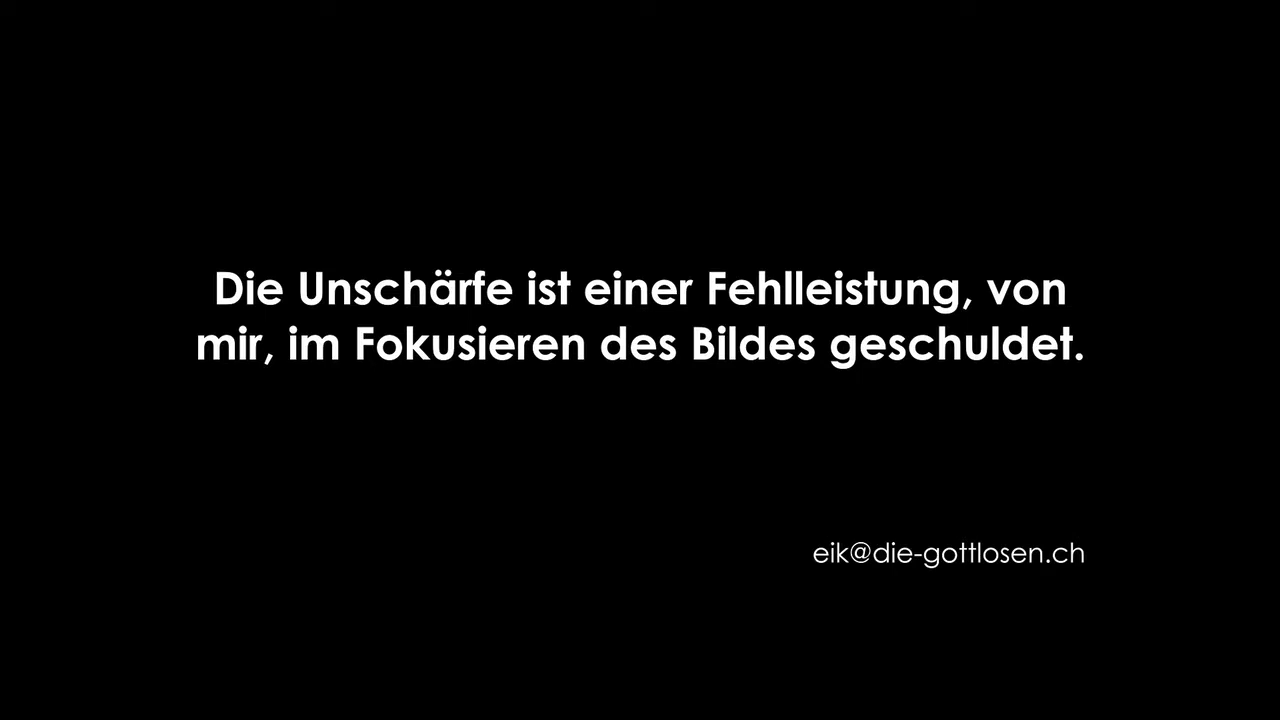 Die Unschärfe ist einer Fehlleistung, von
mir, im Fokusieren des Bildes geschuldet.
eik@die-gottlosen.ch